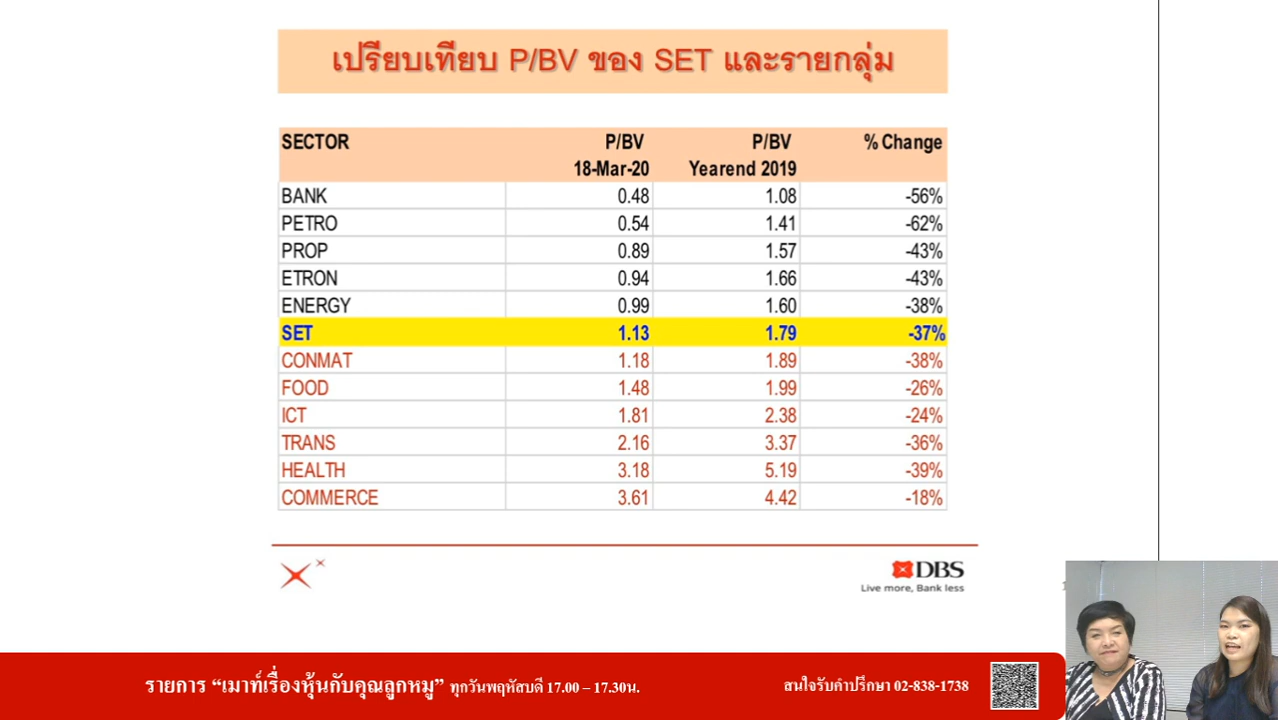 เปรียบเทียบ P/BV ของ SET และรายกลุ่ม
SECTOR P/BV P/BV % Change
18-Mar-20 Yearend 2019
BANK 0.48 1.08 -56%
PETRO 0.54 1.41 -62%
PROP 0.89 1.57 -43%
ETRON 0.94 1.66 -43%
ENERGY 0.99 1.60 -38%
SET 1.13 1.79 -37%
CONMAT 1.18 1.89 -38%
FOOD 1.48 1.99 -26%
ICT 1.81 2.38 -24%
TRANS 2.16 3.37 -36%
HEALTH 3.18 5.19 -39%
COMMERCE 3.61 4.42 -18%
DBS
Live more, Bank less
รายการ “เมาท์เรื่องหุ้นกับคุณลูกหมู” ทุกวันพฤหัสบดี 17.00 – 17.30น.
สนใจรับคำปรึกษา 02-838-1738